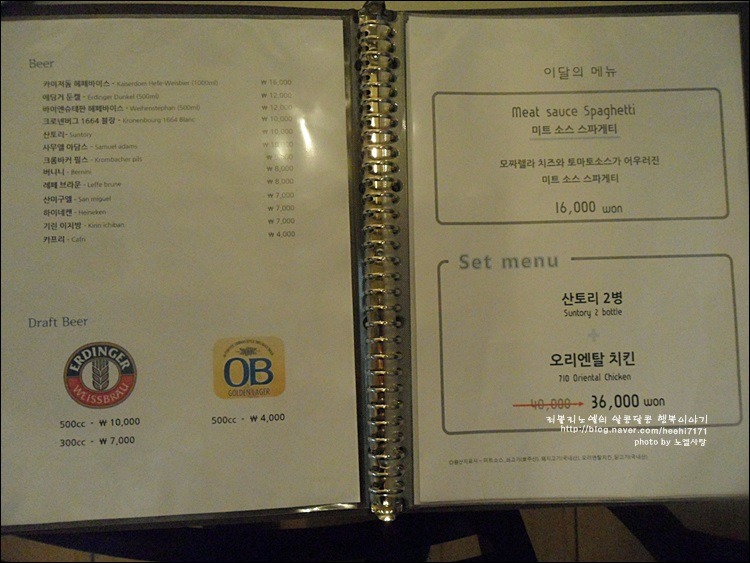 Beer
카이저돔 헤페바이스 - Kaiserdom Hefe-Weisbier (1000ml) ₩ 16,000
에딩거 둔켈 - Erdinger Dunkel (500ml) ₩ 12,000
바이엔슈테판 헤페바이스 - Weihenstephan (500ml) ₩ 12,000
크로넨버그 1664 블랑 - Kronenbourg 1664 Blanc ₩ 10,000
산토리 - Suntory ₩ 10,000
사무엘 아담스 - Samuel adams
크롬바커 필스 - Krombacher pils
버니니 - Bernini ₩ 8,000
레페 브라운 - Leffe brune ₩ 8,000
산미구엘 - San miguel ₩ 7,000
하이네켄 - Heineken ₩ 7,000
기린 이치방 - Kirin Ichiban ₩ 7,000
카프리 - Cafri ₩ 4,000
Draft Beer
ERDINGER
WEISSBRÄU
500cc - ₩ 10,000
300cc - ₩ 7,000
OB
GOLDEN LAGER
500cc - ₩ 4,000
이달의 메뉴
Meat sauce Spaghetti
미트 소스 스파게티
모짜렐라 치즈와 토마토소스가 어우러진
미트 소스 스파게티
16,000 won
Set menu
산토리 2병
Suntory 2 bottle
+
오리엔탈 치킨
710 Oriental Chicken
40,000 → 36,000 won
http://blog.naver.com/heehi7171
photo by 노엘사랑